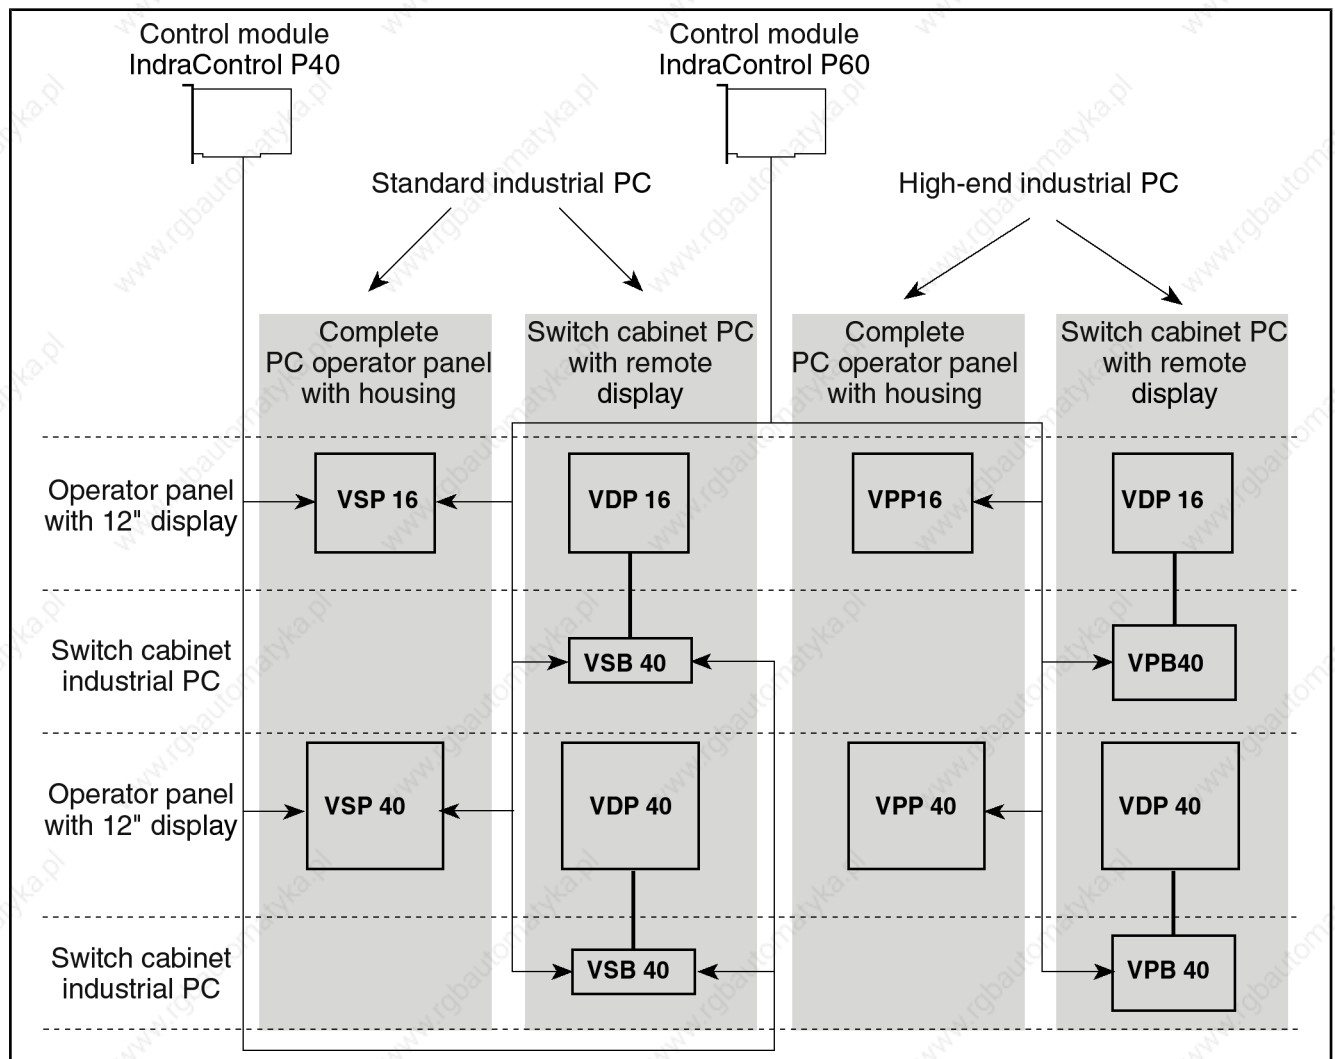 Control module
IndraControl P40
Control module
IndraControl P60
Standard industrial PC
High-end industrial PC
Complete
PC operator panel
with housing
Switch cabinet PC
with remote
display
Complete
PC operator panel
with housing
Switch cabinet PC
with remote
display
Operator panel
with 12" display
VSP 16
VDP 16
VPP16
VDP 16
Switch cabinet
industrial PC
VSB 40
VPB40
Operator panel
with 12" display
VSP 40
VDP 40
VPP 40
VDP 40
Switch cabinet
industrial PC
VSB 40
VPB 40
www.rgbautomatyka.pl